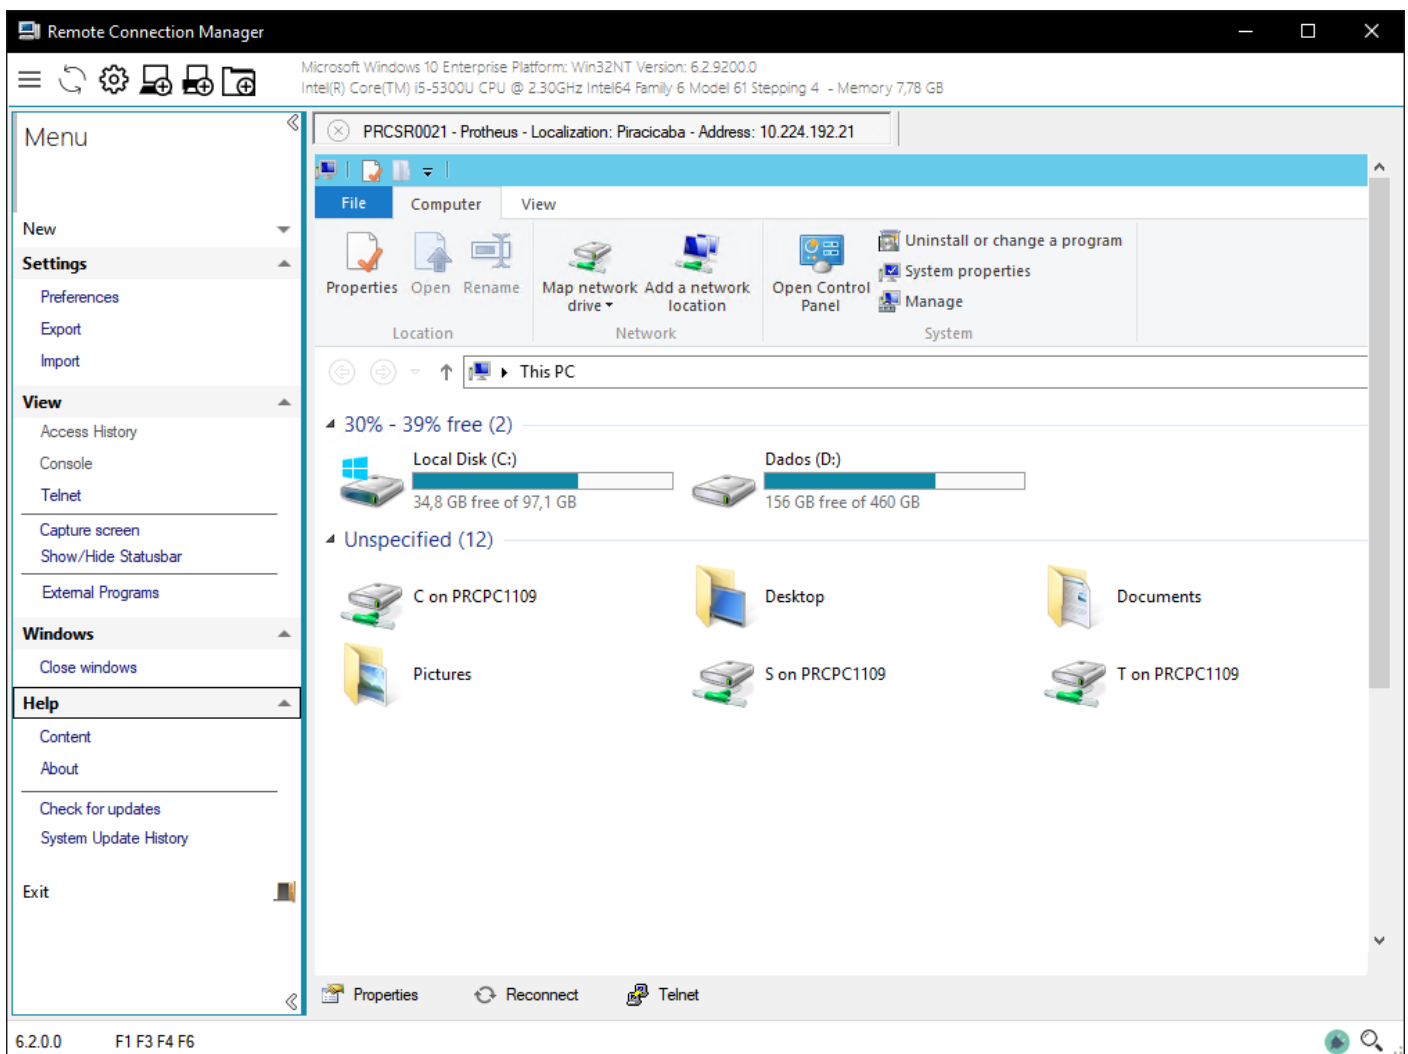 Remote Connection Manager
Microsoft Windows 10 Enterprise Platform: Win32NT Version: 6.2.9200.0
Intel(R) Core(TM) i5-5300U CPU @ 2.30GHz Intel64 Family 6 Model 61 Stepping 4  - Memory 7,78 GB
Menu
New
Settings
Preferences
Export
Import
View
Access History
Console
Telnet
Capture screen
Show/Hide Statusbar
External Programs
Windows
Close windows
Help
Content
About
Check for updates
System Update History
Exit
PRCSR0021 - Protheus - Localization: Piracicaba - Address: 10.224.192.21
File Computer View
Properties Open Rename
Map network drive
Add a network location
Open Control Panel
Uninstall or change a program
System properties
Manage
Location Network System
This PC
30% - 39% free (2)
Local Disk (C:)
34,8 GB free of 97,1 GB
Dados (D:)
156 GB free of 460 GB
Unspecified (12)
C on PRCPC1109
Desktop
Documents
Pictures
S on PRCPC1109
T on PRCPC1109
Properties Reconnect Telnet
6.2.0.0 F1 F3 F4 F6